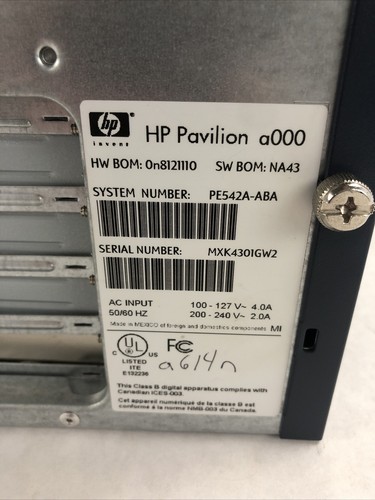 hp
invent
HP Pavilion a000
HW BOM: 0n8121110 SW BOM: NA43
SYSTEM NUMBER: PE542A-ABA
SERIAL NUMBER: MXK4301GW2
AC INPUT 100 - 127 V~ 4.0A
50/60 HZ 200 - 240 V~ 2.0A
Made in MEXICO of foreign and domestic components MI
C UL US FC
LISTED
ITE
E132236
a614n
This Class B digital apparatus complies with
Canadian ICES-003.
Cet appareil numérique de la classe B est
conforme à la norme NMB-003 du Canada.